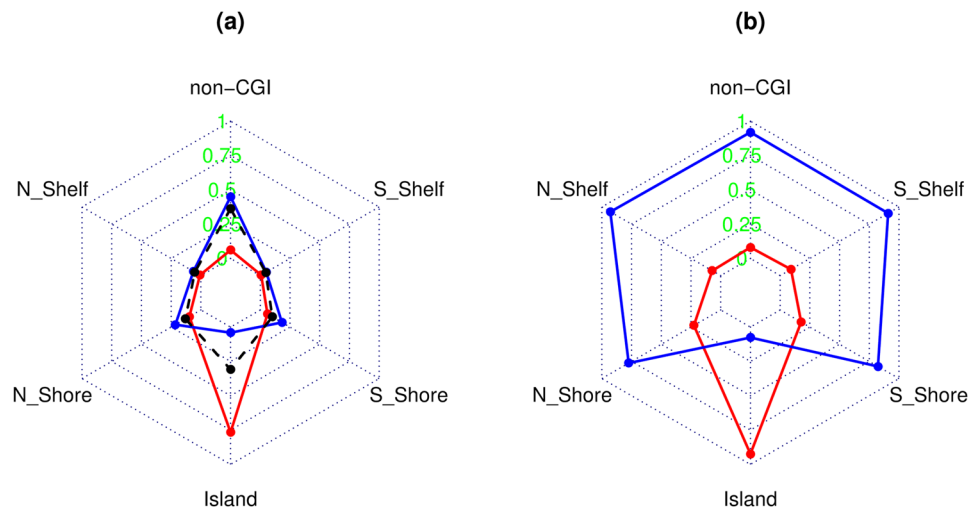 (a)
non−CGI
1
0.75
0.5
0.25
0
N_Shelf
S_Shelf
N_Shore
S_Shore
Island
(b)
non−CGI
1
0.75
0.5
0.25
0
N_Shelf
S_Shelf
N_Shore
S_Shore
Island